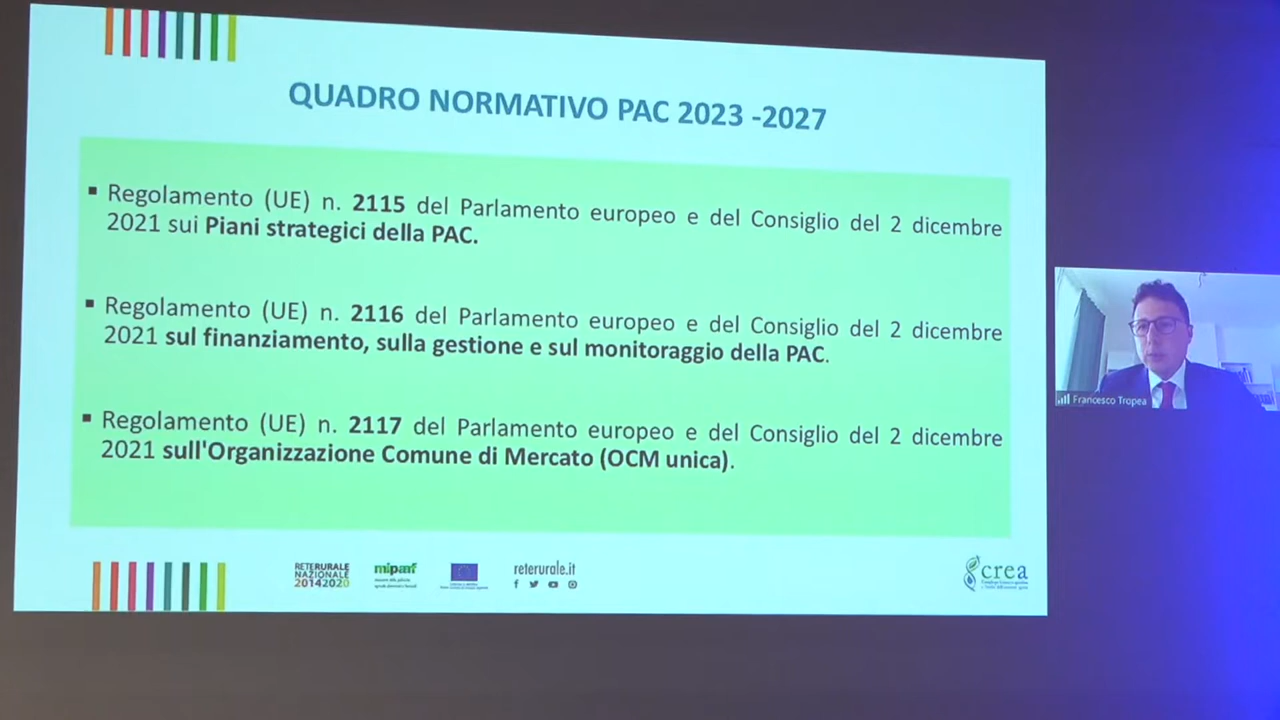 QUADRO NORMATIVO PAC 2023 -2027
▪ Regolamento (UE) n. 2115 del Parlamento europeo e del Consiglio del 2 dicembre
2021 sui Piani strategici della PAC.
▪ Regolamento (UE) n. 2116 del Parlamento europeo e del Consiglio del 2 dicembre
2021 sul finanziamento, sulla gestione e sul monitoraggio della PAC.
▪ Regolamento (UE) n. 2117 del Parlamento europeo e del Consiglio del 2 dicembre
2021 sull'Organizzazione Comune di Mercato (OCM unica).
Francesco Tropea
RETERURALE
NAZIONALE
20142020
mipaaf
reterurale.it
crea